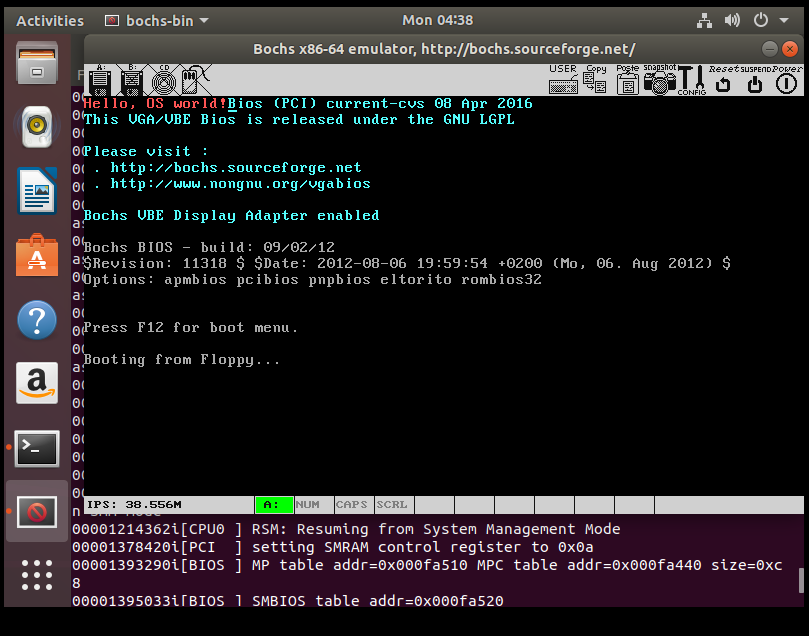 Activities bochs-bin Mon 04:38
Bochs x86-64 emulator, http://bochs.sourceforge.net/
A: B: CD USER Copy Paste snapshot CONFIG Reset SUSPEND Power
Hello, OS world!Bios (PCI) current-cvs 08 Apr 2016
This VGA/VBE Bios is released under the GNU LGPL
Please visit :
. http://bochs.sourceforge.net
. http://www.nongnu.org/vgabios
Bochs VBE Display Adapter enabled
Bochs BIOS - build: 09/02/12
$Revision: 11318 $ $Date: 2012-08-06 19:59:54 +0200 (Mo, 06. Aug 2012) $
Options: apmbios pcibios pnpbios eltorito rombios32
Press F12 for boot menu.
Booting from Floppy...
IPS: 38.556M A: NUM CAPS SCRL
00001214362i[CPU0 ] RSM: Resuming from System Management Mode
00001378420i[PCI ] setting SMRAM control register to 0x0a
00001393290i[BIOS ] MP table addr=0x000fa510 MPC table addr=0x000fa440 size=0xc
8
00001395033i[BIOS ] SMBIOS table addr=0x000fa520